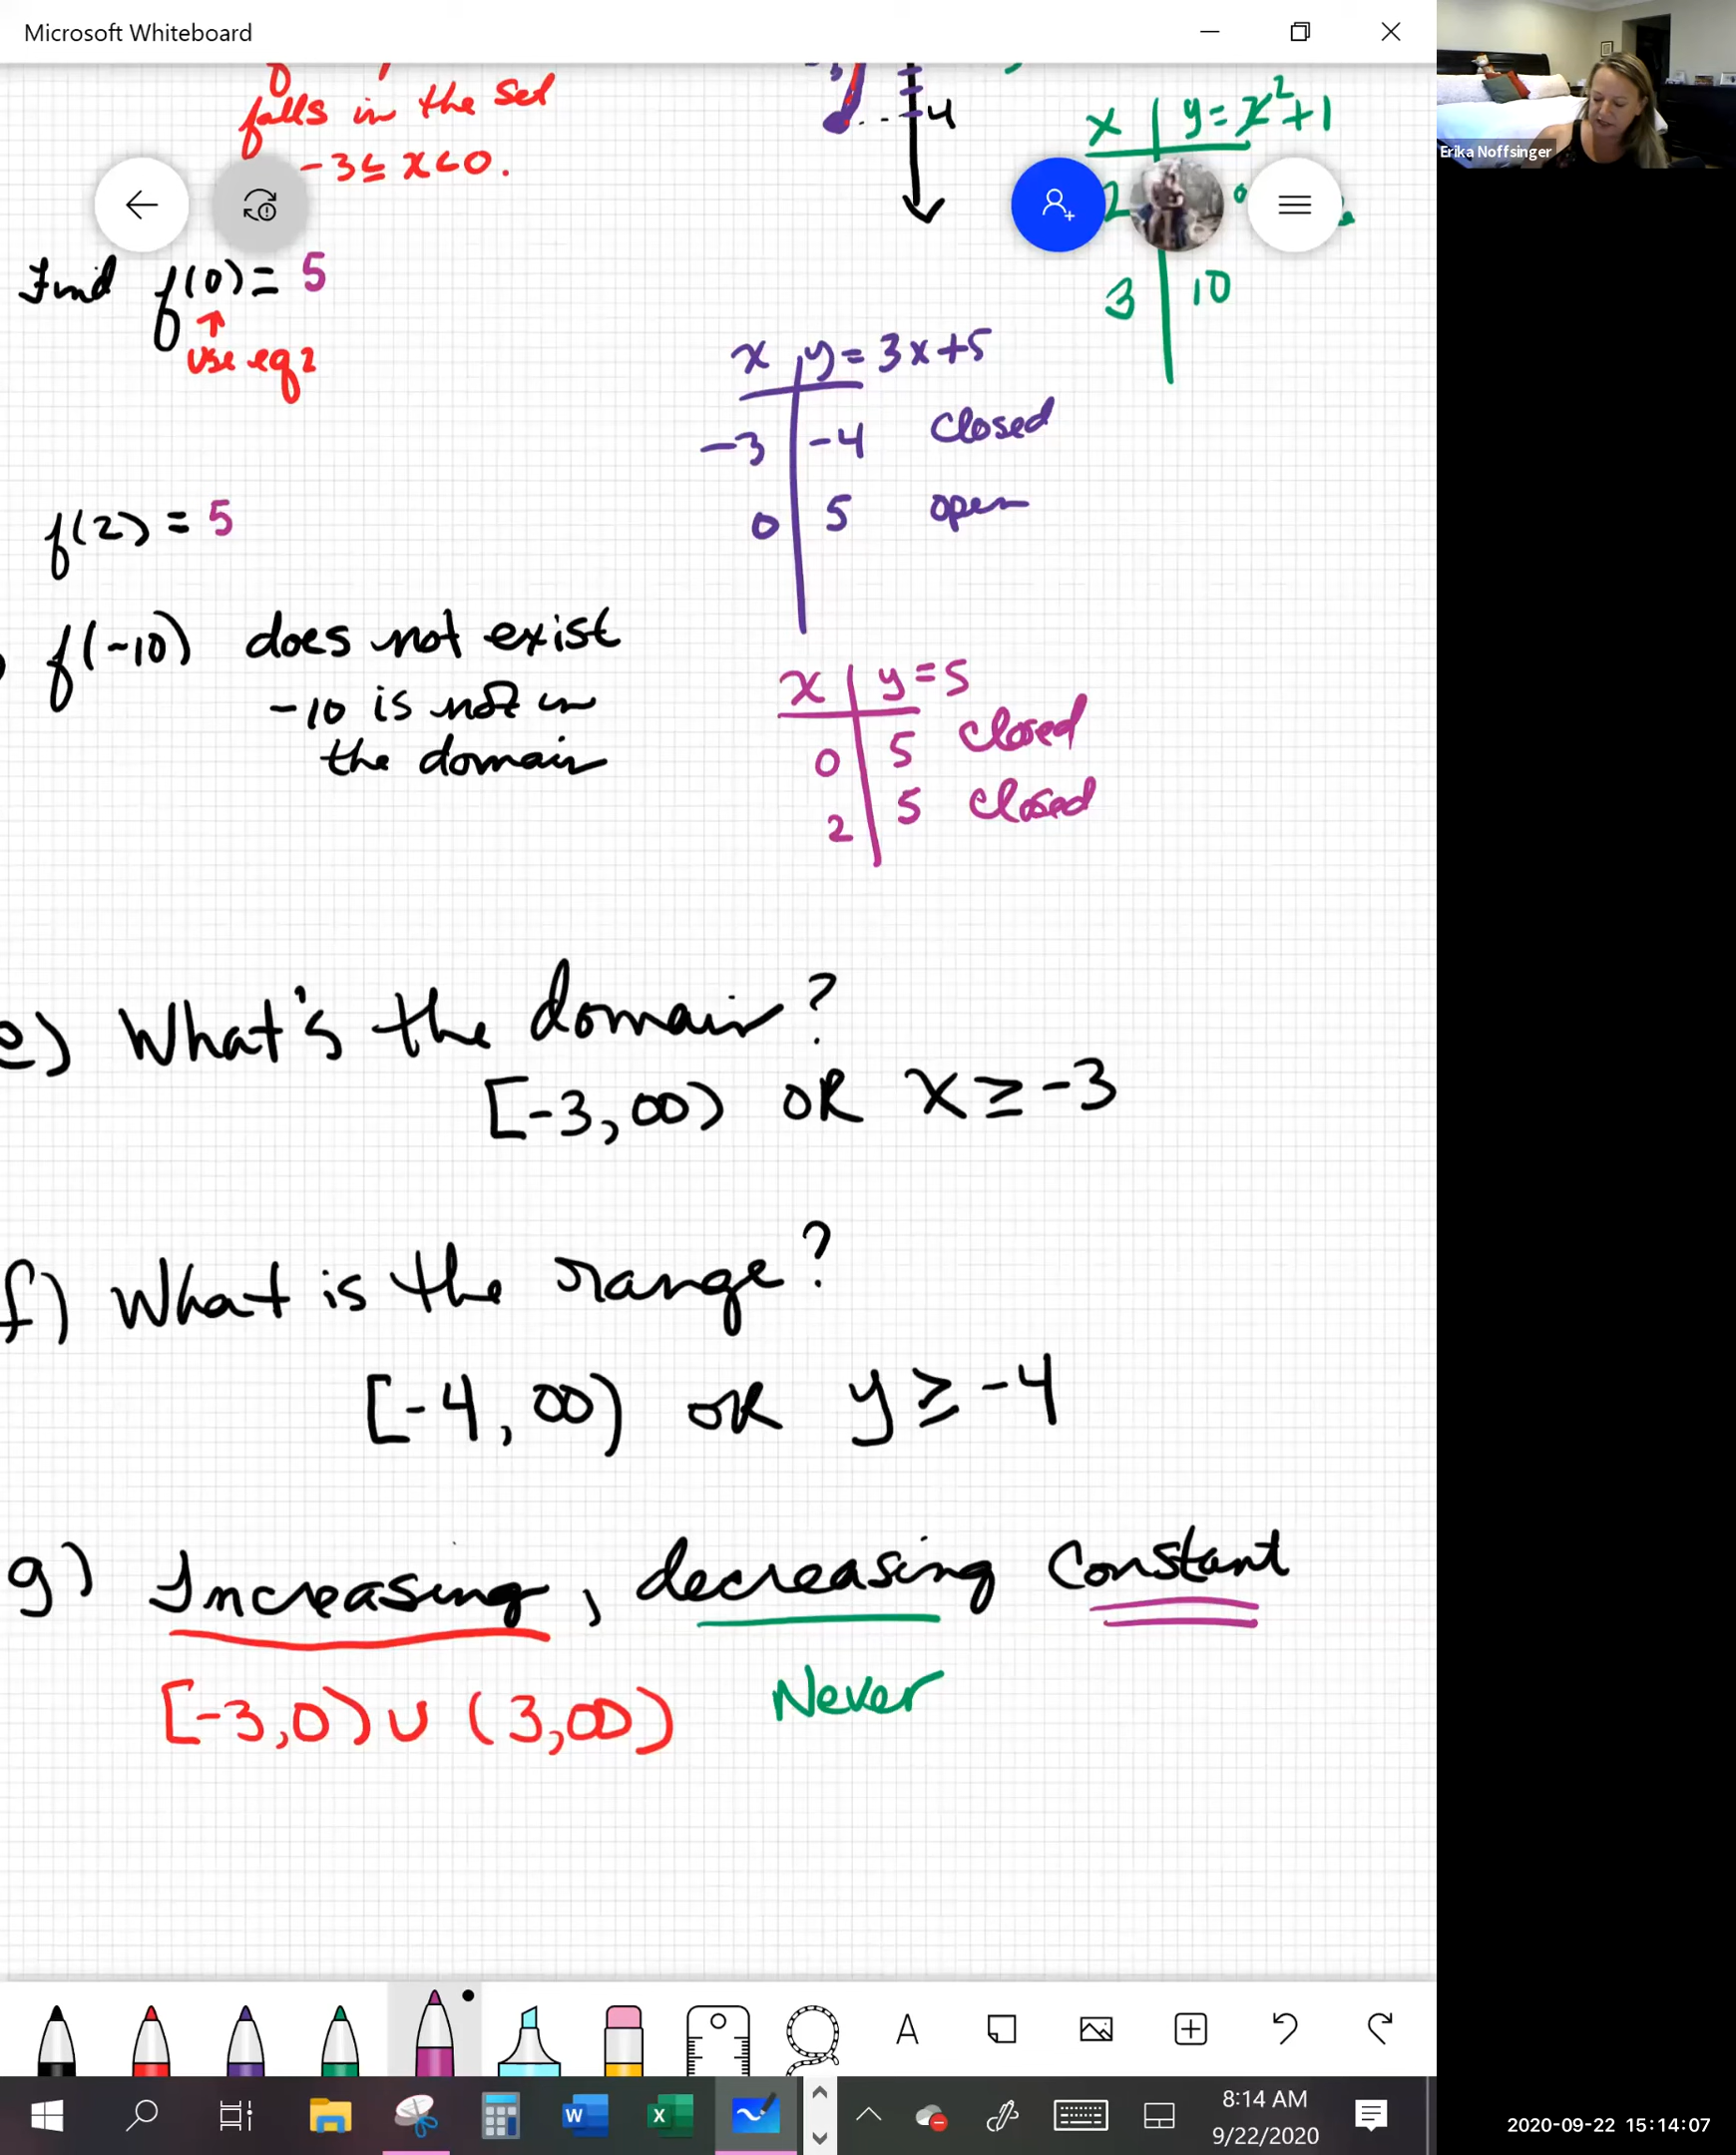 Microsoft Whiteboard
falls in the set
-3 ≤ x < 0.
4
x | y = x²+1
2
3 | 10
Erika Noffsinger
Find f(0) = 5
↑
use eq 2
x | y = 3x+5
-3 | -4 closed
0 | 5 open
f(2) = 5
f(-10) does not exist
-10 is not in
the domain
x | y = 5
0 | 5 closed
2 | 5 closed
e) What's the domain?
[-3, ∞) OR x ≥ -3
f) What is the range?
[-4, ∞) OR y ≥ -4
g) Increasing, decreasing constant
[-3,0) ∪ (3,∞) Never
A
W
X
8:14 AM
9/22/2020
2020-09-22 15:14:07